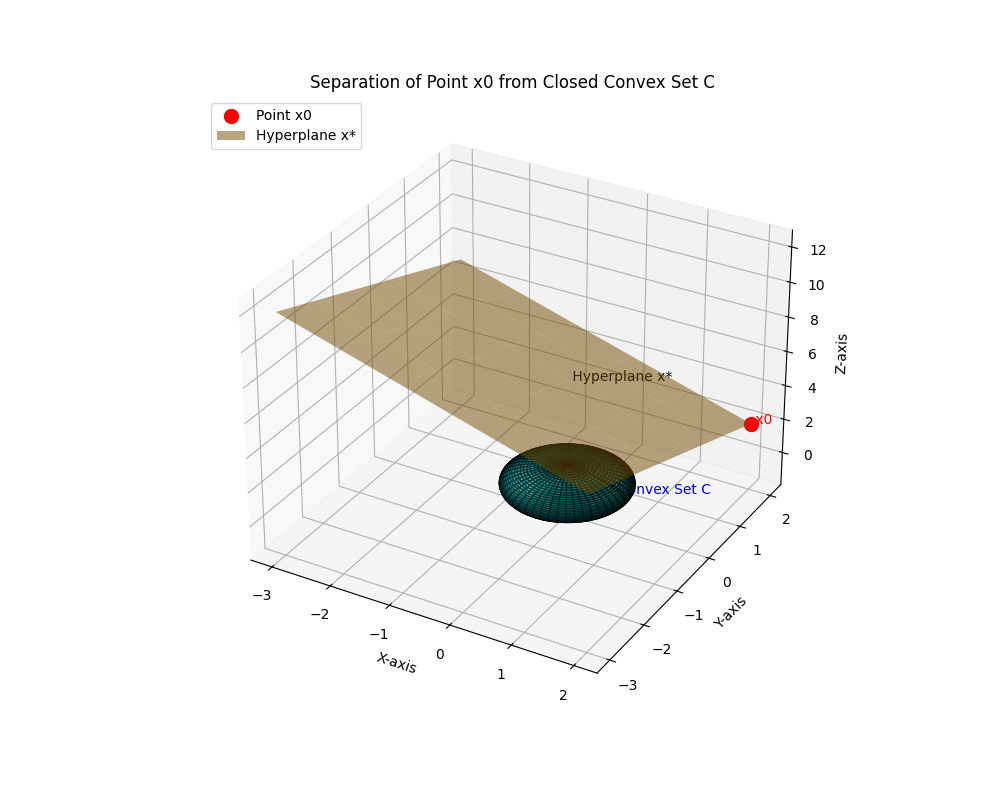 Separation of Point x0 from Closed Convex Set C
Point x0
Hyperplane x*
12
10
8
6
4
2
0
Z-axis
Hyperplane x*
x0
Set C
−3
−2
−1
0
1
2
X-axis
−3
−2
−1
0
1
2
Y-axis